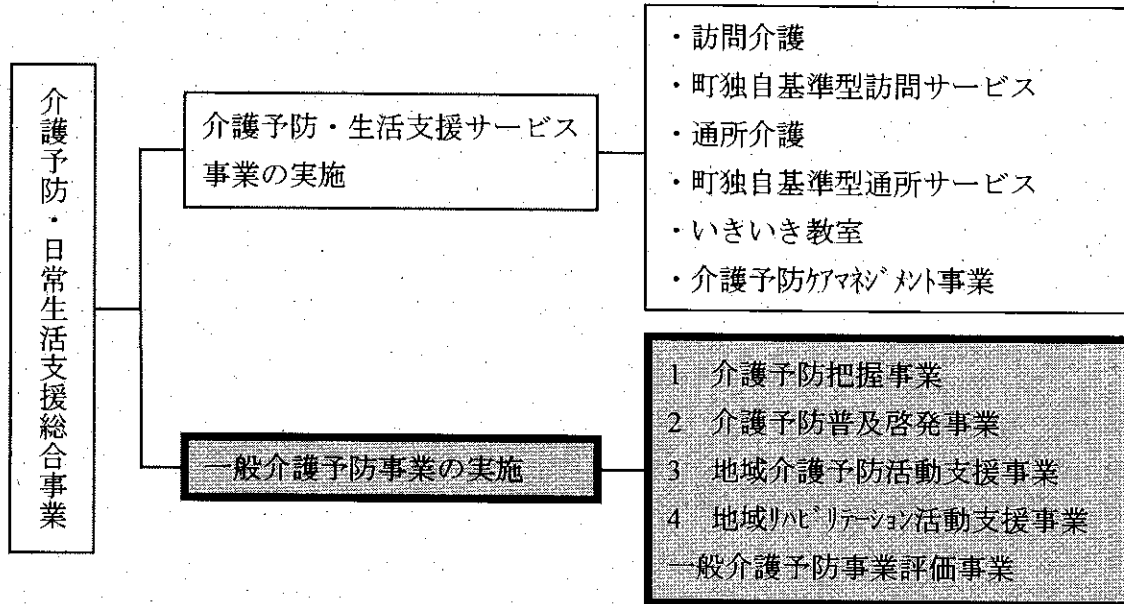 介護予防・日常生活支援総合事業
介護予防・生活支援サービス
事業の実施
・訪問介護
・町独自基準型訪問サービス
・通所介護
・町独自基準型通所サービス
・いきいき教室
・介護予防ケアマネジメント事業
一般介護予防事業の実施
1 介護予防把握事業
2 介護予防普及啓発事業
3 地域介護予防活動支援事業
4 地域リハビリテーション活動支援事業
一般介護予防事業評価事業